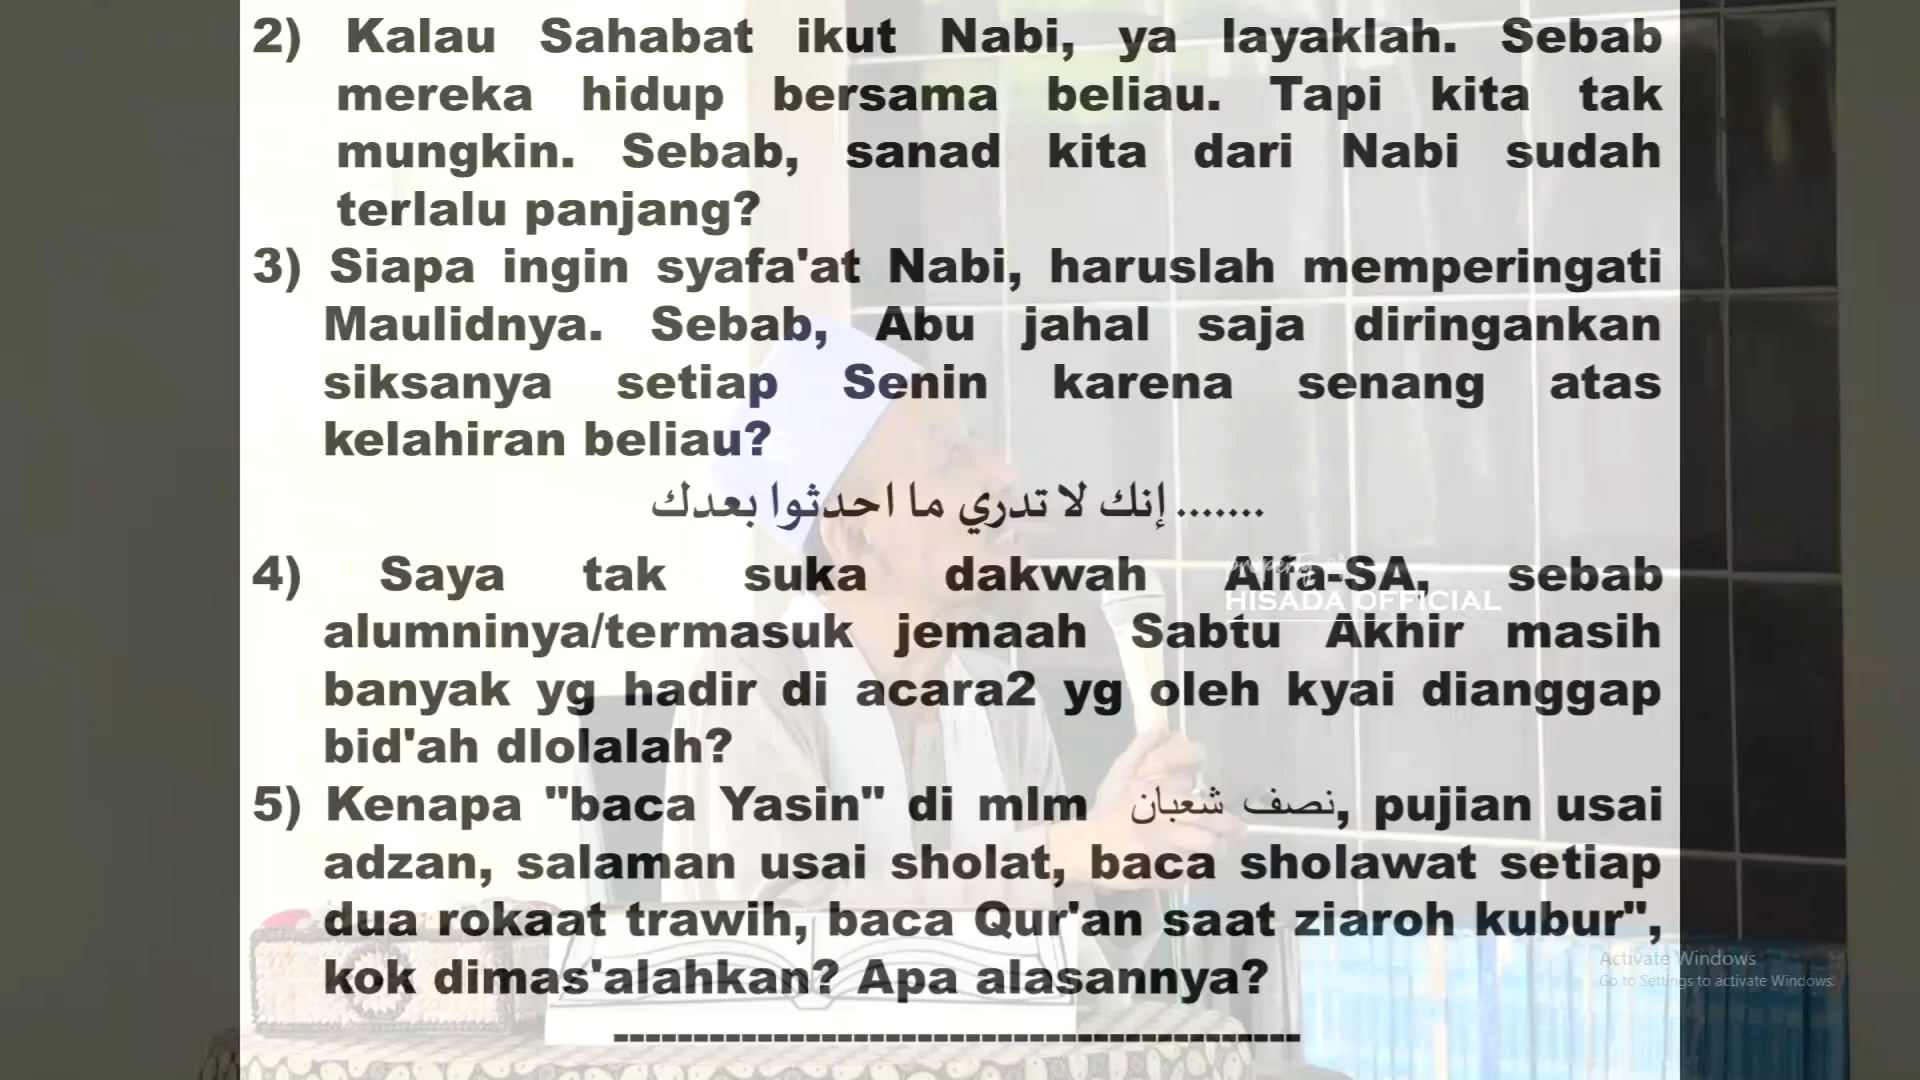 2) Kalau Sahabat ikut Nabi, ya layaklah. Sebab
mereka hidup bersama beliau. Tapi kita tak
mungkin. Sebab, sanad kita dari Nabi sudah
terlalu panjang?
3) Siapa ingin syafa'at Nabi, haruslah memperingati
Maulidnya. Sebab, Abu jahal saja diringankan
siksanya setiap Senin karena senang atas
kelahiran beliau?
....... إنك لا تدري ما احدثوا بعدك
4) Saya tak suka dakwah Alfa-SA, sebab
alumninya/termasuk jemaah Sabtu Akhir masih
banyak yg hadir di acara2 yg oleh kyai dianggap
bid'ah dlolalah?
5) Kenapa "baca Yasin" di mlm نصف شعبان, pujian usai
adzan, salaman usai sholat, baca sholawat setiap
dua rokaat trawih, baca Qur'an saat ziaroh kubur",
kok dimas'alahkan? Apa alasannya?
property of
HISADA OFFICIAL
Activate Windows
Go to Settings to activate Windows.